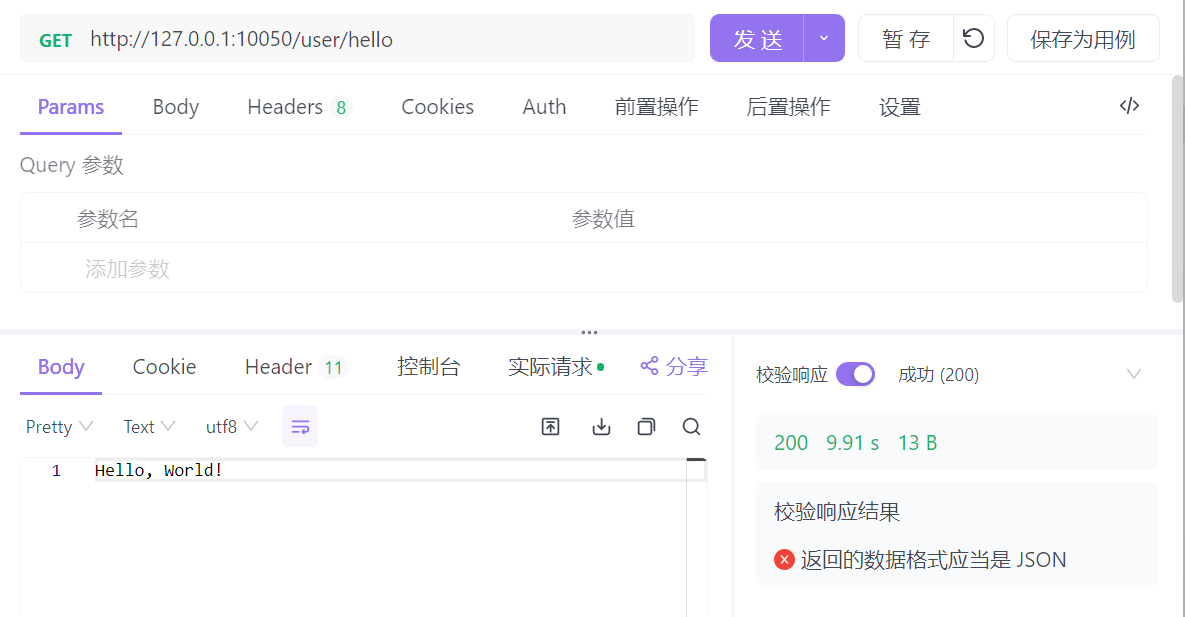 GET http://127.0.0.1:10050/user/hello 发送 暂存 保存为用例
Params Body Headers 8 Cookies Auth 前置操作 后置操作 设置
Query 参数
参数名 参数值
添加参数
Body Cookie Header 11 控制台 实际请求 分享
Pretty Text utf8
1 Hello, World!
校验响应 成功 (200)
200 9.91 s 13 B
校验响应结果
返回的数据格式应当是 JSON